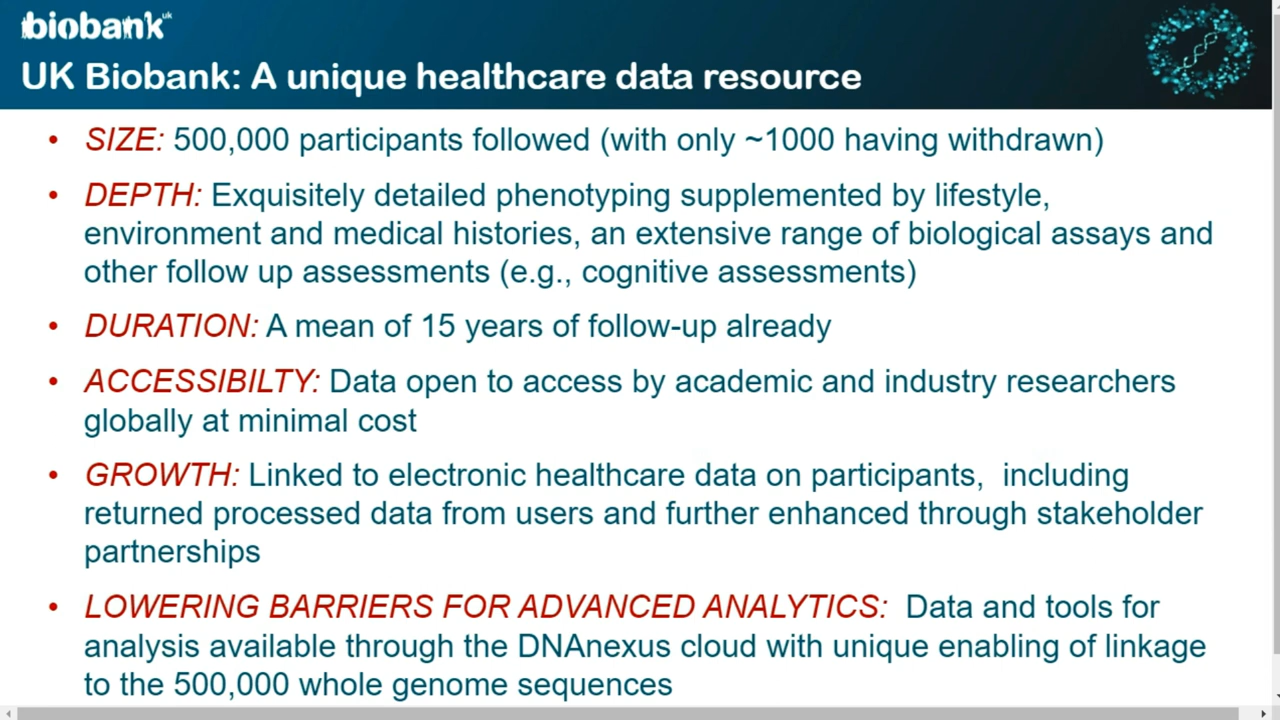 biobank uk
UK Biobank: A unique healthcare data resource
• SIZE: 500,000 participants followed (with only ~1000 having withdrawn)
• DEPTH: Exquisitely detailed phenotyping supplemented by lifestyle,
environment and medical histories, an extensive range of biological assays and
other follow up assessments (e.g., cognitive assessments)
• DURATION: A mean of 15 years of follow-up already
• ACCESSIBILTY: Data open to access by academic and industry researchers
globally at minimal cost
• GROWTH: Linked to electronic healthcare data on participants,  including
returned processed data from users and further enhanced through stakeholder
partnerships
• LOWERING BARRIERS FOR ADVANCED ANALYTICS:  Data and tools for
analysis available through the DNAnexus cloud with unique enabling of linkage
to the 500,000 whole genome sequences